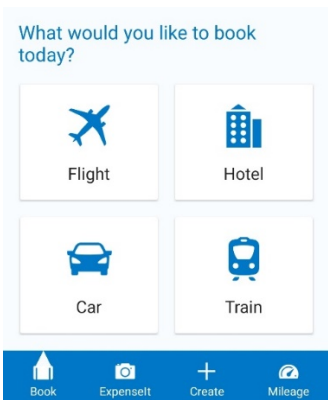 What would you like to book
today?
Flight
Hotel
Car
Train
Book
ExpenseIt
Create
Mileage